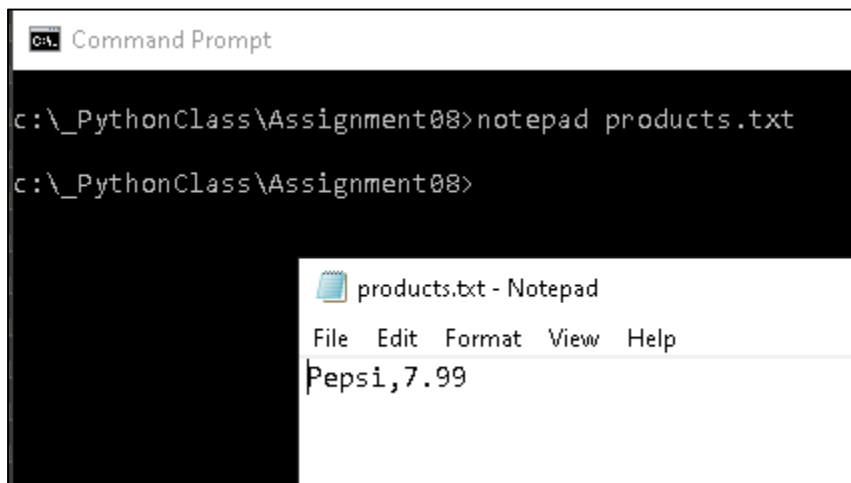 Command Prompt
c:\_PythonClass\Assignment08>notepad products.txt
c:\_PythonClass\Assignment08>
products.txt - Notepad
File Edit Format View Help
Pepsi,7.99